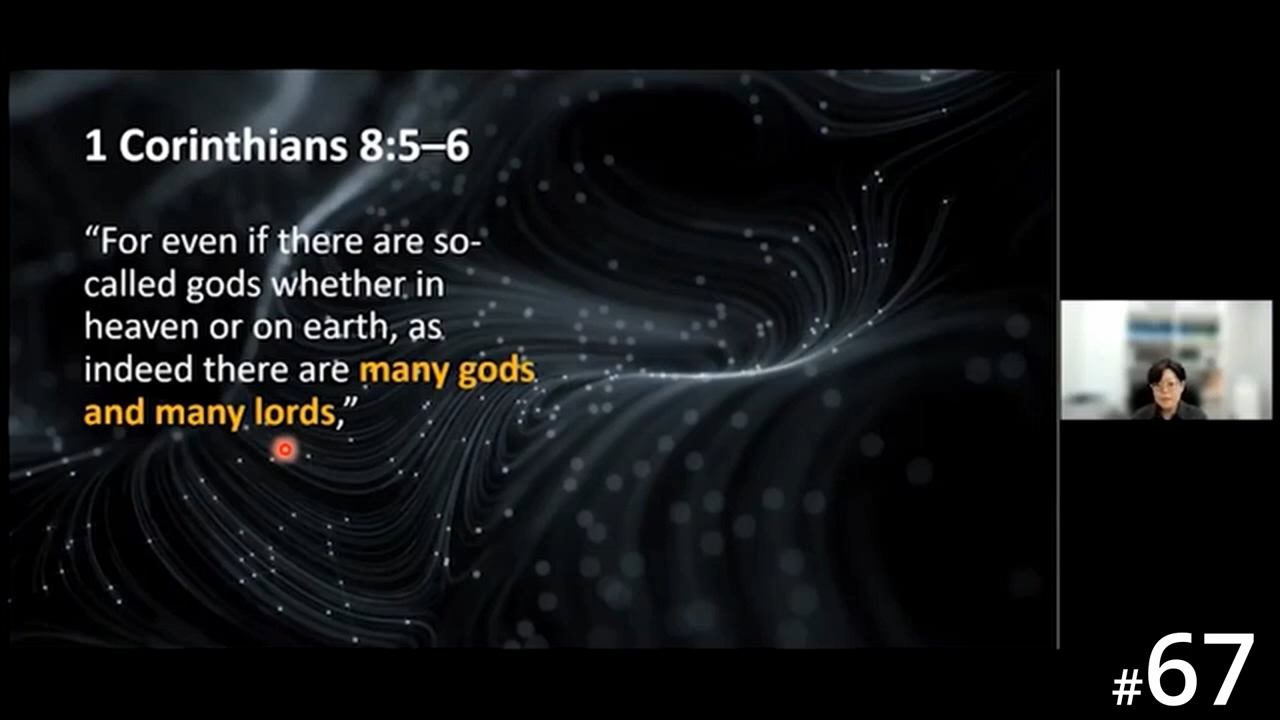 1 Corinthians 8:5–6
“For even if there are so-
called gods whether in
heaven or on earth, as
indeed there are many gods
and many lords,”
#67